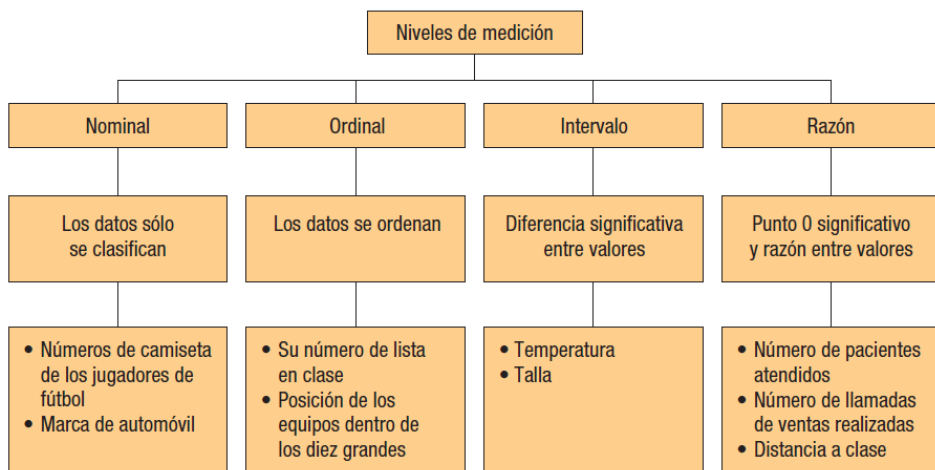 Niveles de medición
Nominal
Ordinal
Intervalo
Razón
Los datos sólo
se clasifican
Los datos se ordenan
Diferencia significativa
entre valores
Punto 0 significativo
y razón entre valores
• Números de camiseta
de los jugadores de
fútbol
• Marca de automóvil
• Su número de lista
en clase
• Posición de los
equipos dentro de
los diez grandes
• Temperatura
• Talla
• Número de pacientes
atendidos
• Número de llamadas
de ventas realizadas
• Distancia a clase